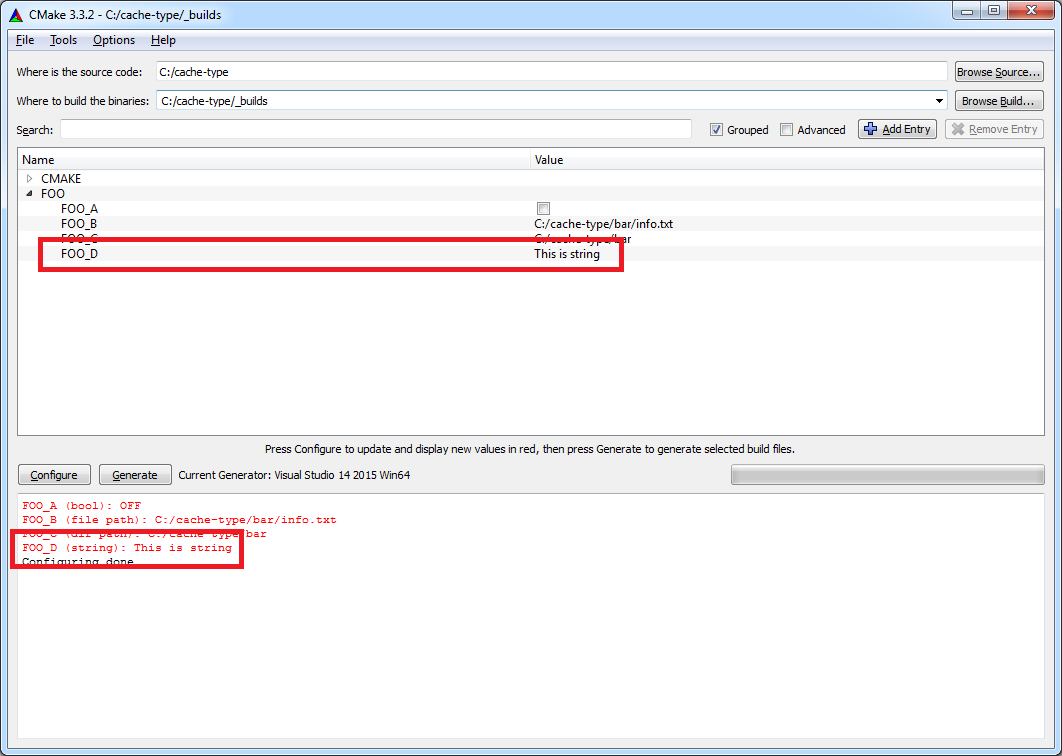 CMake 3.3.2 - C:/cache-type/_builds
File Tools Options Help
Where is the source code: C:/cache-type Browse Source...
Where to build the binaries: C:/cache-type/_builds Browse Build...
Search: Grouped Advanced Add Entry Remove Entry
Name Value
CMAKE
FOO
FOO_A
FOO_B C:/cache-type/bar/info.txt
FOO_C C:/cache-type/bar
FOO_D This is string
Press Configure to update and display new values in red, then press Generate to generate selected build files.
Configure Generate Current Generator: Visual Studio 14 2015 Win64
FOO_A (bool): OFF
FOO_B (file path): C:/cache-type/bar/info.txt
FOO_C (dir path): C:/cache-type/bar
FOO_D (string): This is string
Configuring done